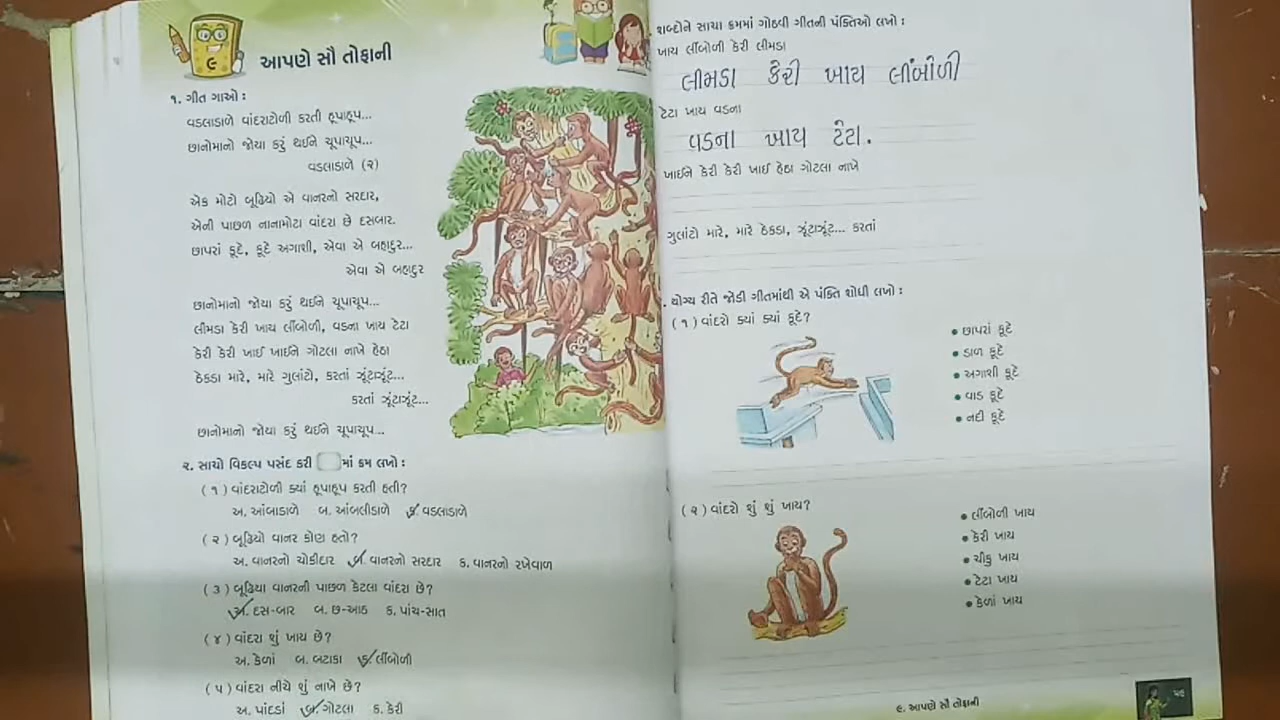 ૯
આપણે સૌ તોફાની
૧. ગીત ગાઓ :
વડલાડાળે વાંદરાટોળી કરતી હૂપાહૂપ...
છાનોમાનો જોયા કરું થઈને ચૂપાચૂપ...
વડલાડાળે (૨)
એક મોટો બૂઢિયો એ વાનરનો સરદાર,
એની પાછળ નાનામોટા વાંદરા છે દસબાર.
છાપરાં કૂદે, કૂદે અગાશી, એવા એ બહાદુર...
એવા એ બહાદુર
છાનોમાનો જોયા કરું થઈને ચૂપાચૂપ...
લીમડા કેરી ખાય લીંબોળી, વડના ખાય ટેટા
કેરી કેરી ખાઈ ખાઈને ગોટલા નાખે હેઠા
ઠેકડા મારે, મારે ગુલાંટો, કરતાં ઝૂંટાઝૂંટ...
કરતાં ઝૂંટાઝૂંટ...
છાનોમાનો જોયા કરું થઈને ચૂપાચૂપ...
૨. સાચો વિકલ્પ પસંદ કરી માં ક્રમ લખો :
(૧) વાંદરાટોળી ક્યાં હૂપાહૂપ કરતી હતી?
અ. આંબાડાળે બ. આંબલીડાળે ક. વડલાડાળે
(૨) બૂઢિયો વાનર કોણ હતો?
અ. વાનરનો ચોકીદાર બ. વાનરનો સરદાર ક. વાનરનો રખેવાળ
(૩) બૂઢિયા વાનરની પાછળ કેટલા વાંદરા છે?
અ. દસ-બાર બ. છ-આઠ ક. પાંચ-સાત
(૪) વાંદરા શું ખાય છે?
અ. કેળાં બ. બટાકા ક. લીંબોળી
(૫) વાંદરા નીચે શું નાખે છે?
અ. પાંદડાં બ. ગોટલા ક. કેરી
શબ્દોને સાચા ક્રમમાં ગોઠવી ગીતની પંક્તિઓ લખો :
ખાય લીંબોળી કેરી લીમડા
લીમડા કેરી ખાય લીંબોળી
ટેટા ખાય વડના
વડના ખાય ટેટા.
ખાઈને કેરી કેરી ખાઈ હેઠા ગોટલા નાખે
ગુલાંટો મારે, મારે ઠેકડા, ઝૂંટાઝૂંટ... કરતાં
. યોગ્ય રીતે જોડી ગીતમાંથી એ પંક્તિ શોધી લખો :
(૧) વાંદરો ક્યાં ક્યાં કૂદે?
• છાપરાં કૂદે
• ડાળ કૂદે
• અગાશી કૂદે
• વાડ કૂદે
• નદી કૂદે
(૨) વાંદરો શું શું ખાય?
• લીંબોળી ખાય
• કેરી ખાય
• ચીકુ ખાય
• ટેટા ખાય
• કેળાં ખાય
૯. આપણે સૌ તોફાની